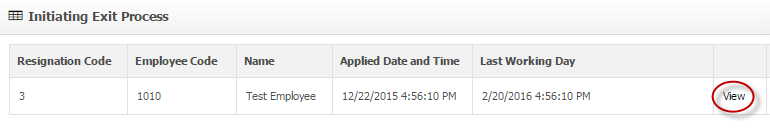 Initiating Exit Process
Resignation Code Employee Code Name Applied Date and Time Last Working Day
3 1010 Test Employee 12/22/2015 4:56:10 PM 2/20/2016 4:56:10 PM View